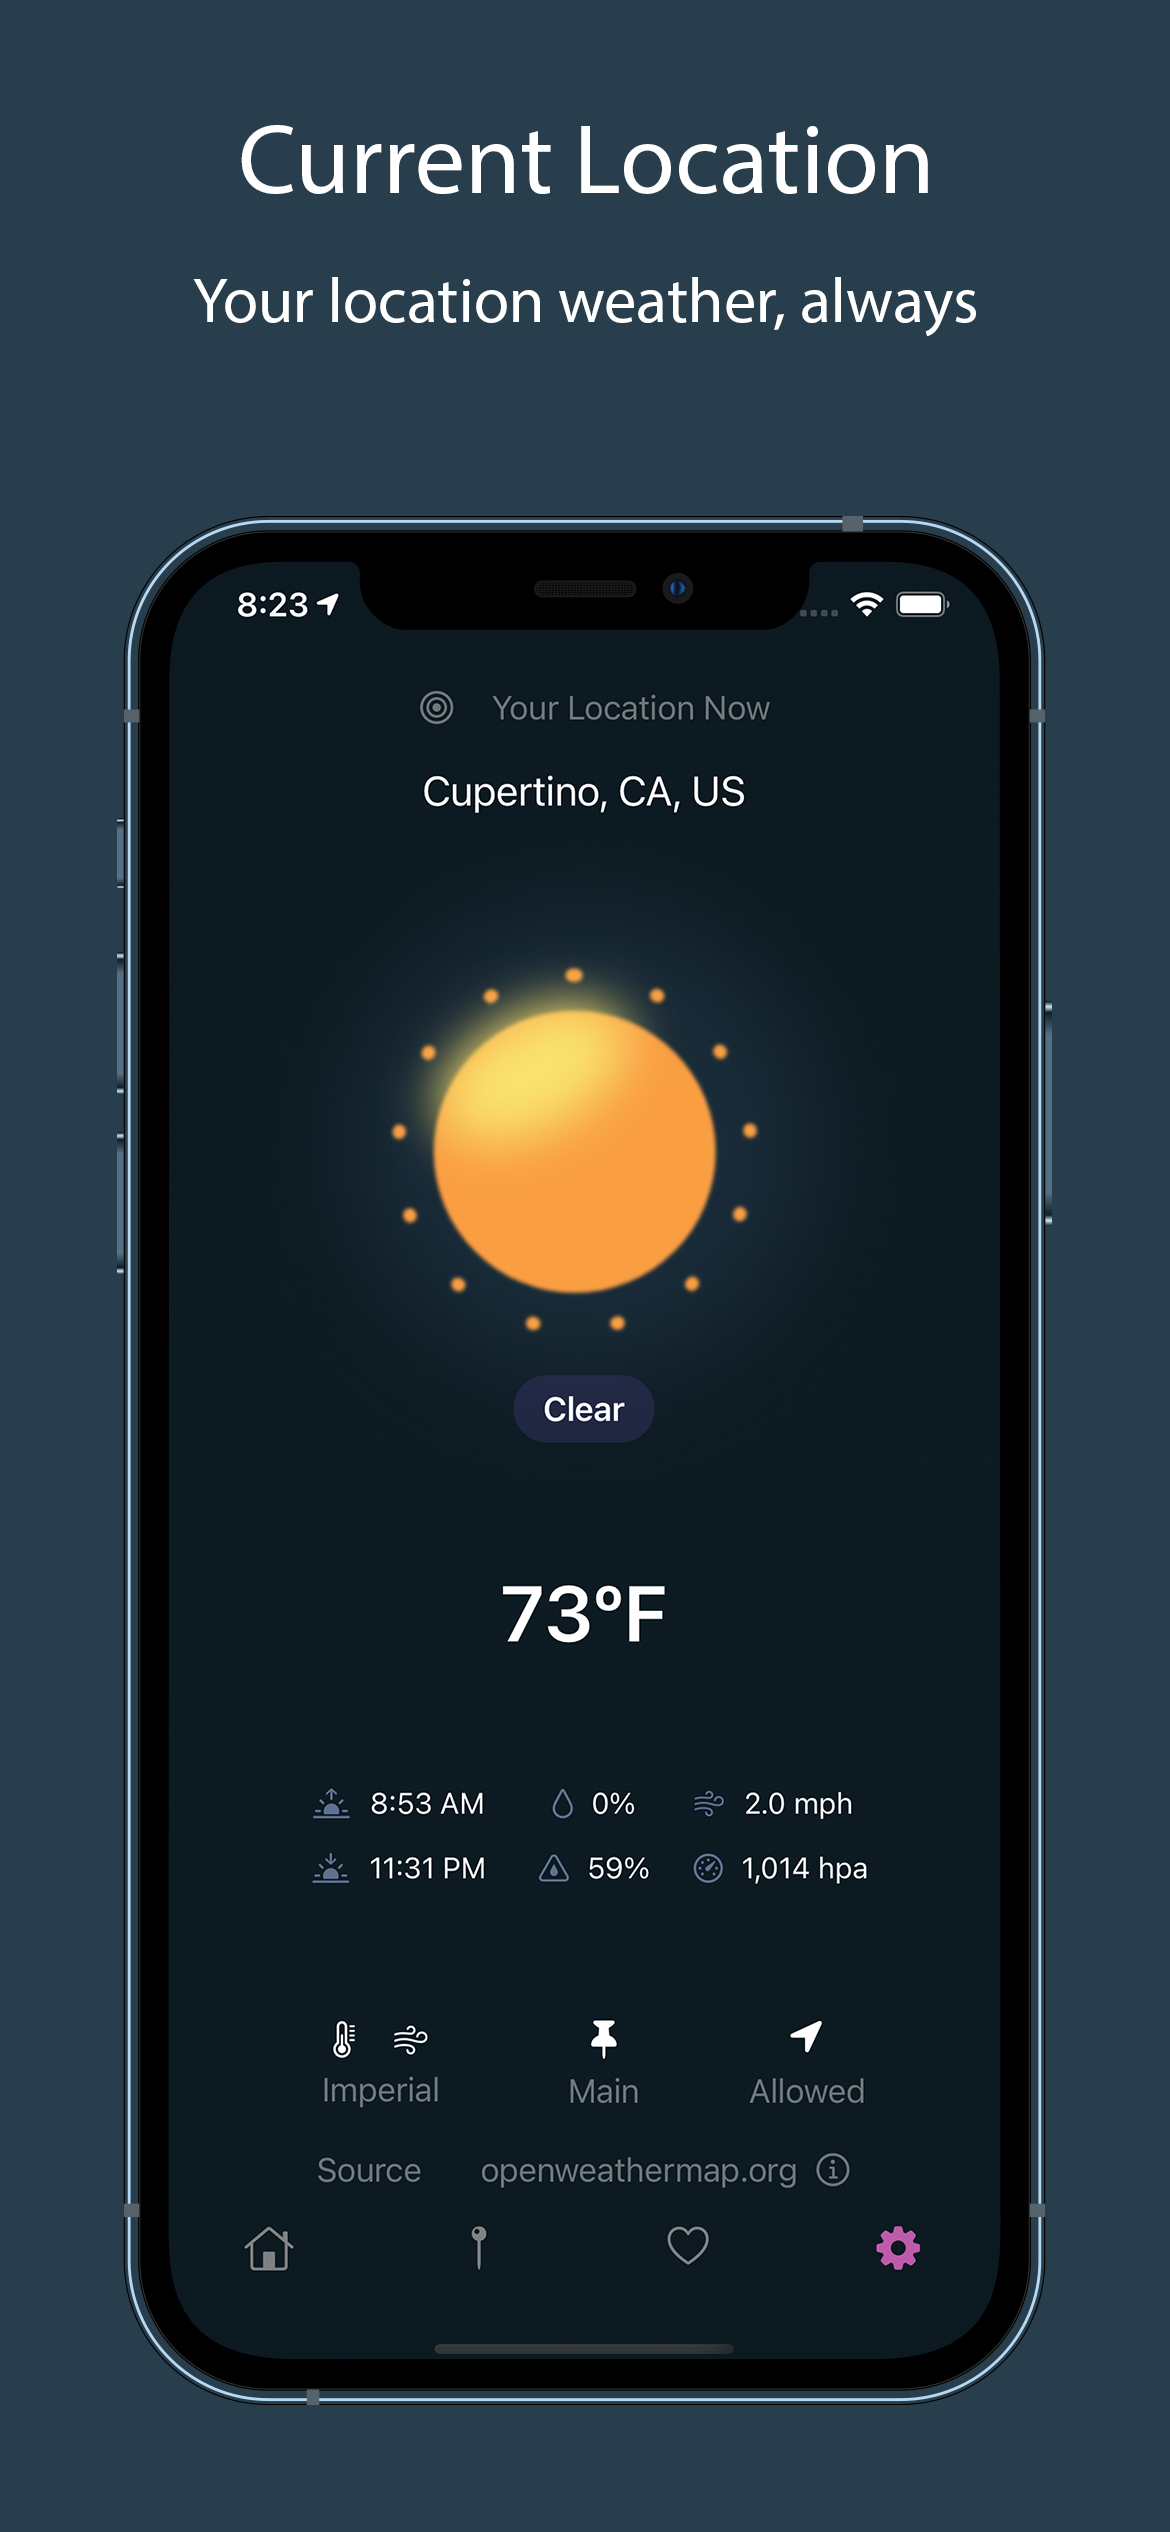 Current Location
Your location weather, always
8:23
Your Location Now
Cupertino, CA, US
Clear
73°F
8:53 AM 0% 2.0 mph
11:31 PM 59% 1,014 hpa
Imperial Main Allowed
Source openweathermap.org